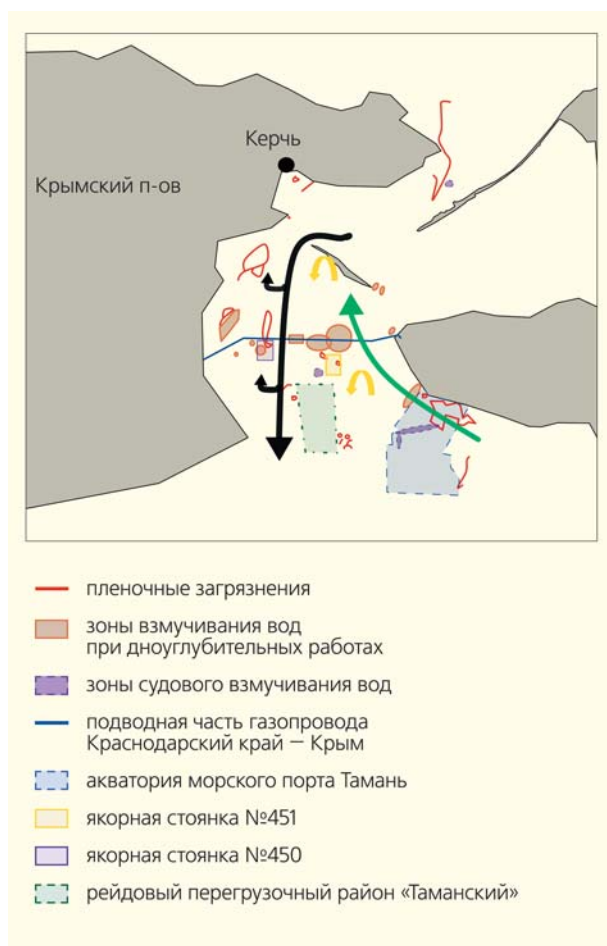 Керчь
Крымский п-ов
пленочные загрязнения
зоны взмучивания вод
при дноуглубительных работах
зоны судового взмучивания вод
подводная часть газопровода
Краснодарский край — Крым
акватория морского порта Тамань
якорная стоянка №451
якорная стоянка №450
рейдовый перегрузочный район «Таманский»